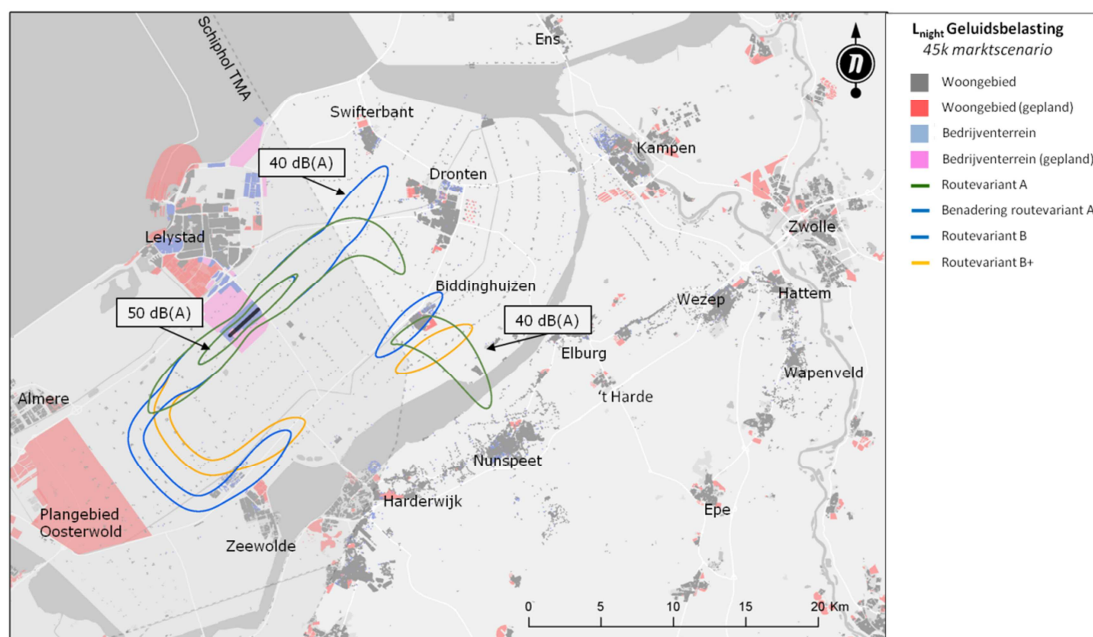 Schiphol TMA
Ens
Swifterbant
40 dB(A)
Kampen
Dronten
Lelystad
Zwolle
Biddinghuizen
Hattem
Wezep
50 dB(A)
40 dB(A)
Elburg
Wapenveld
Almere
't Harde
Nunspeet
Harderwijk
Epe
Plangebied
Oosterwold
Zeewolde
0 5 10 15 20 Km
n
Lnight Geluidsbelasting
45k marktscenario
Woongebied
Woongebied (gepland)
Bedrijventerrein
Bedrijventerrein (gepland)
Routevariant A
Benadering routevariant A
Routevariant B
Routevariant B+